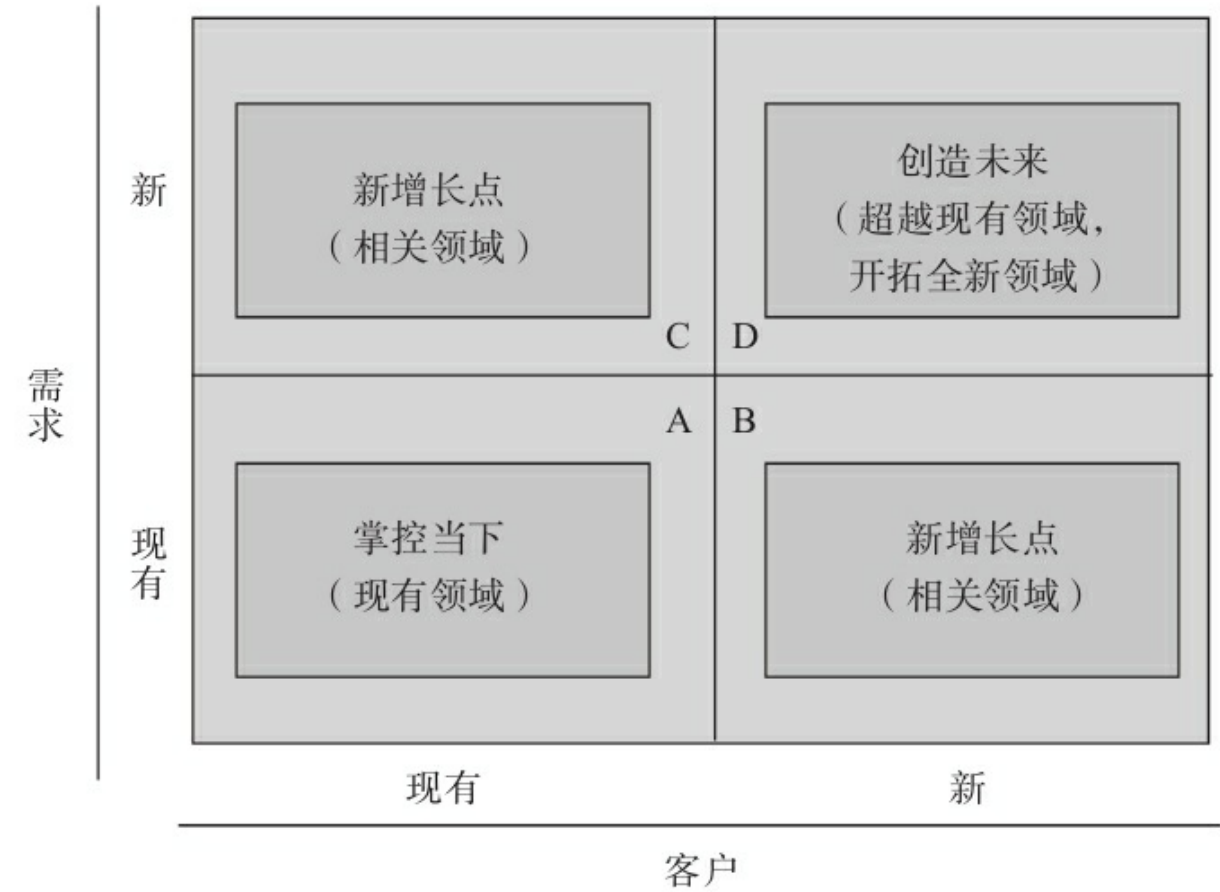 新
新增长点
（相关领域）
创造未来
（超越现有领域，
开拓全新领域）
C
D
需求
A
B
现有
掌控当下
（现有领域）
新增长点
（相关领域）
现有
新
客户